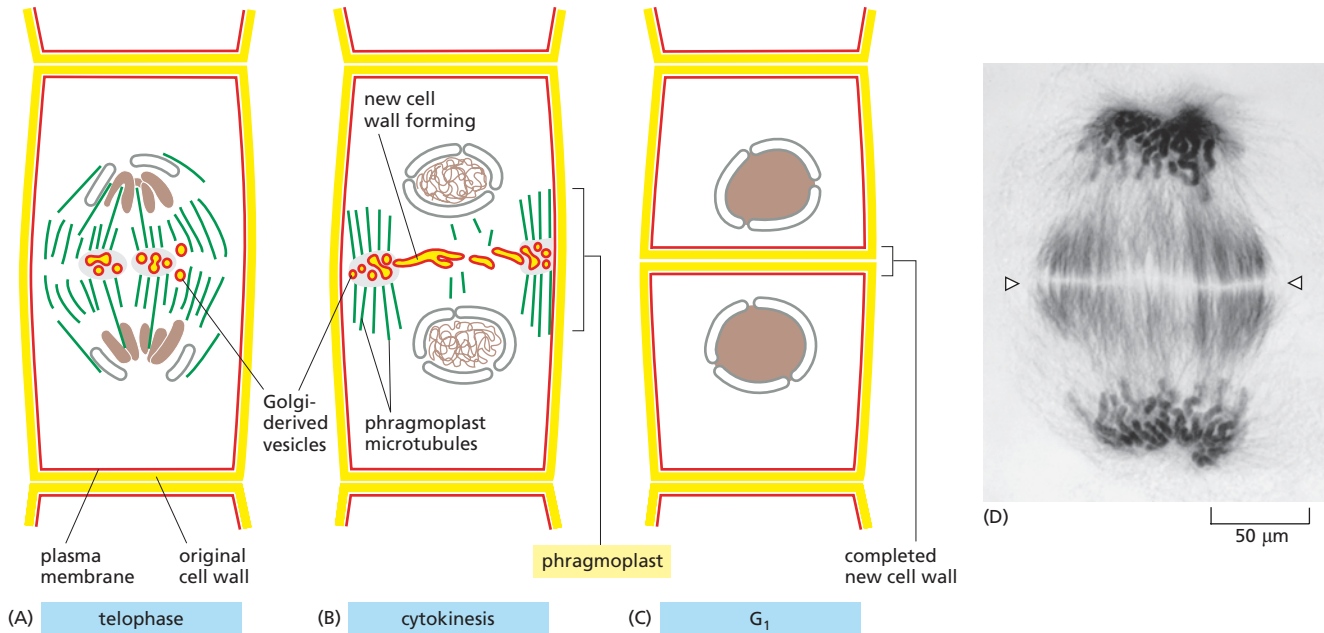 new cell
wall forming
Golgi-
derived
vesicles
phragmoplast
microtubules
plasma
membrane
original
cell wall
phragmoplast
completed
new cell wall
(D)
50 μm
(A) telophase
(B) cytokinesis
(C) G₁